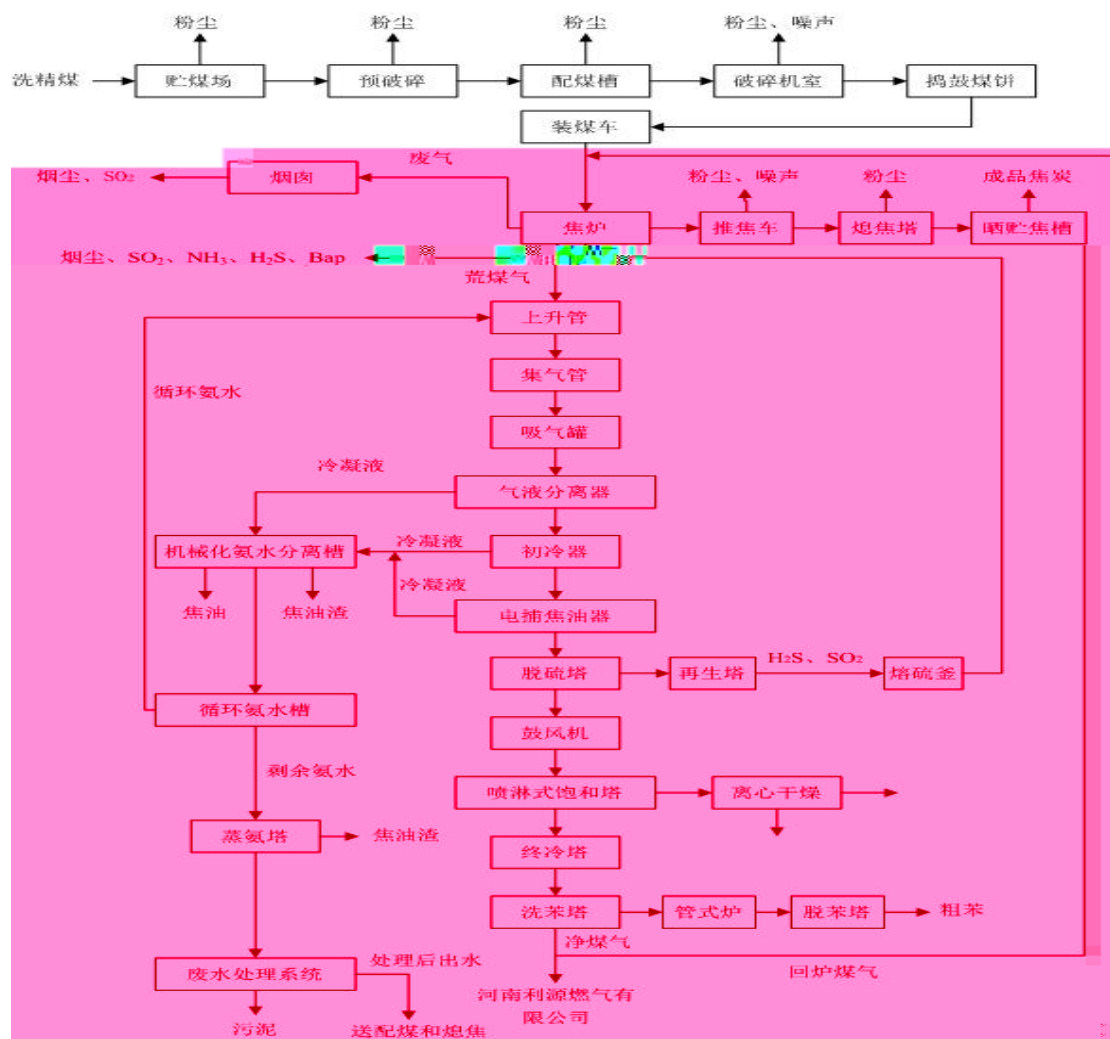 粉尘
粉尘
粉尘
粉尘、噪声
洗精煤
贮煤场
预破碎
配煤槽
破碎机室
捣鼓煤饼
装煤车
废气
烟尘、SO₂
烟囱
粉尘、噪声
粉尘
成品焦炭
焦炉
推焦车
熄焦塔
晒贮焦槽
烟尘、SO₂、NH₃、H₂S、Bap
荒煤气
上升管
循环氨水
集气管
吸气罐
冷凝液
气液分离器
机械化氨水分离槽
冷凝液
初冷器
冷凝液
焦油
焦油渣
电捕焦油器
脱硫塔
再生塔
H₂S、SO₂
熔硫釜
循环氨水槽
鼓风机
剩余氨水
喷淋式饱和塔
离心干燥
蒸氨塔
焦油渣
终冷塔
洗苯塔
管式炉
脱苯塔
粗苯
净煤气
处理后出水
回炉煤气
废水处理系统
河南利源燃气有
限公司
污泥
送配煤和熄焦